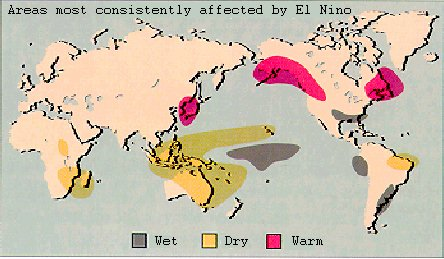 Areas most consistently affected by El Nino
Wet Dry Warm